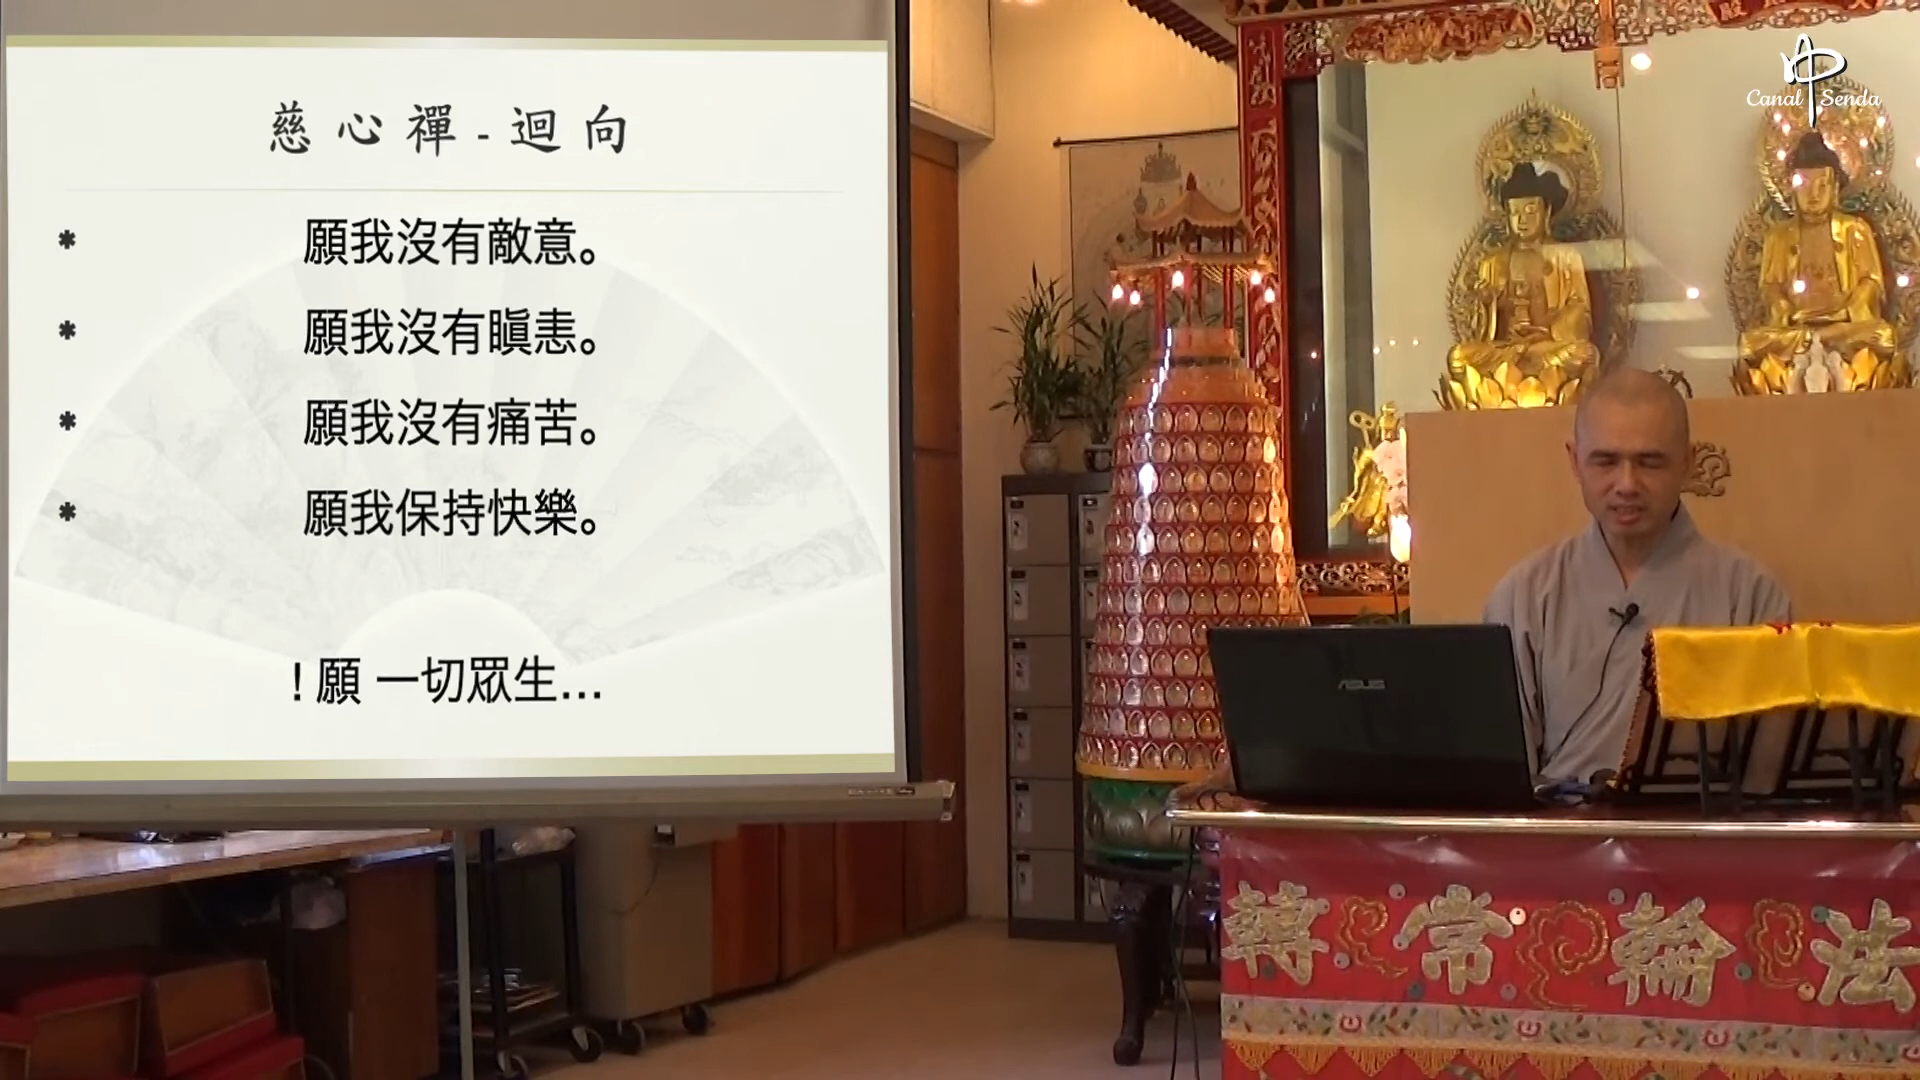 慈心禪-迴向
* 願我沒有敵意。
* 願我沒有瞋恚。
* 願我沒有痛苦。
* 願我保持快樂。
! 願 一切眾生...
Canal Senda
ASUS
轉常輪法